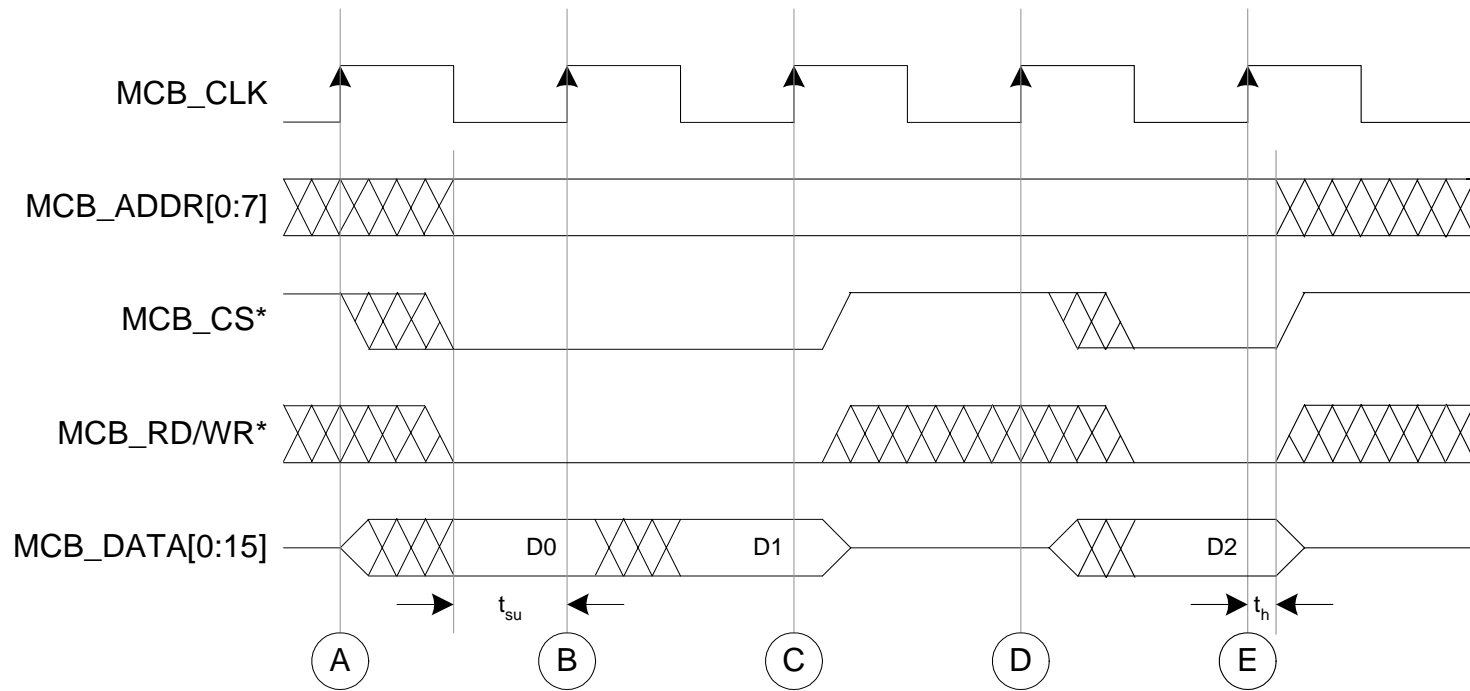 MCB_CLK
MCB_ADDR[0:7]
MCB_CS*
MCB_RD/WR*
MCB_DATA[0:15]
D0
D1
D2
tsu
th
A
B
C
D
E